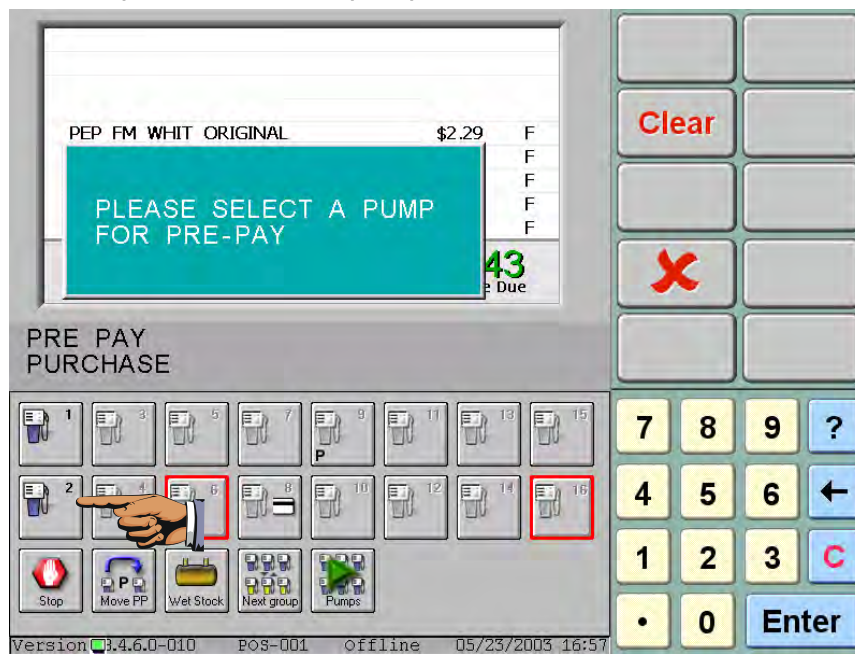 PEP FM WHIT ORIGINAL $2.29 F
F
F
F
F
PLEASE SELECT A PUMP
FOR PRE-PAY
43
Due
PRE PAY
PURCHASE
Clear
1 3 5 7 9 11 13 15
P
2 4 6 8 10 12 14 16
P
Stop Move PP Wet Stock Next group Pumps
7 8 9 ?
4 5 6 ←
1 2 3 C
• 0 Enter
3.4.6.0-010 POS-001 Offline 05/23/2003 16:57
Version